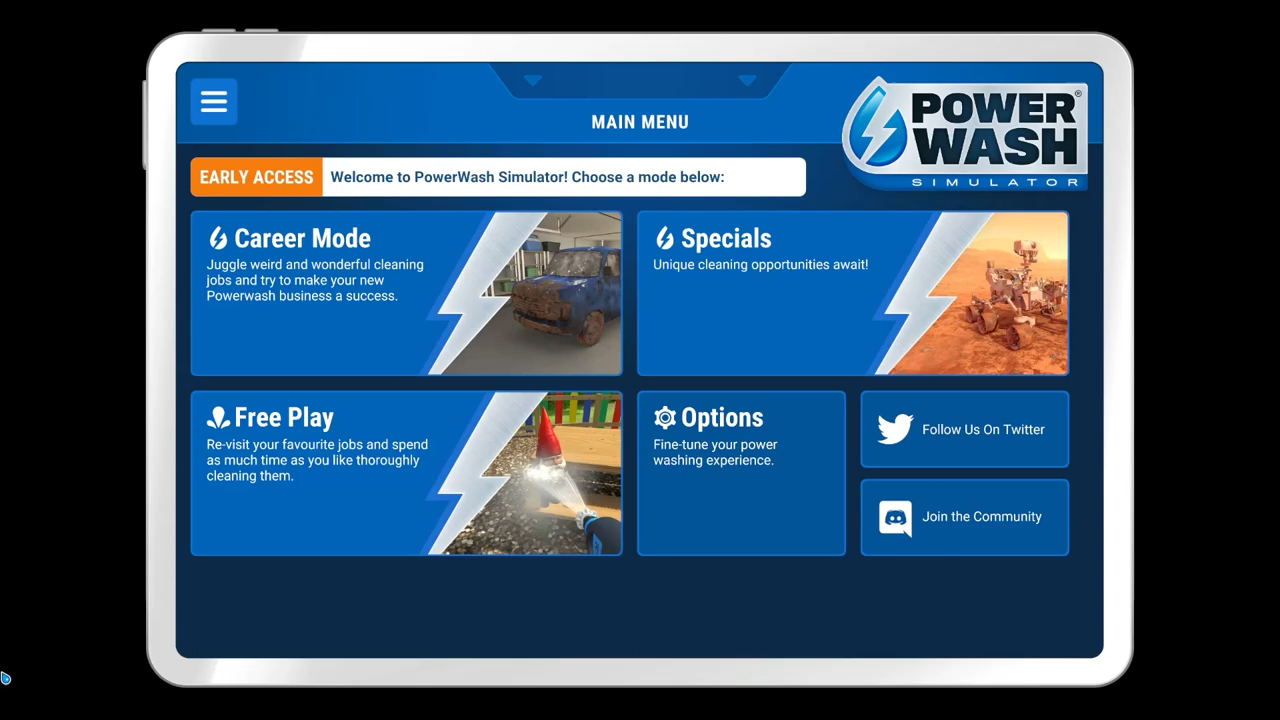 MAIN MENU
POWER
WASH
SIMULATOR
®
EARLY ACCESS
Welcome to PowerWash Simulator! Choose a mode below:
Career Mode
Juggle weird and wonderful cleaning
jobs and try to make your new
Powerwash business a success.
Specials
Unique cleaning opportunities await!
Free Play
Re-visit your favourite jobs and spend
as much time as you like thoroughly
cleaning them.
Options
Fine-tune your power
washing experience.
Follow Us On Twitter
Join the Community